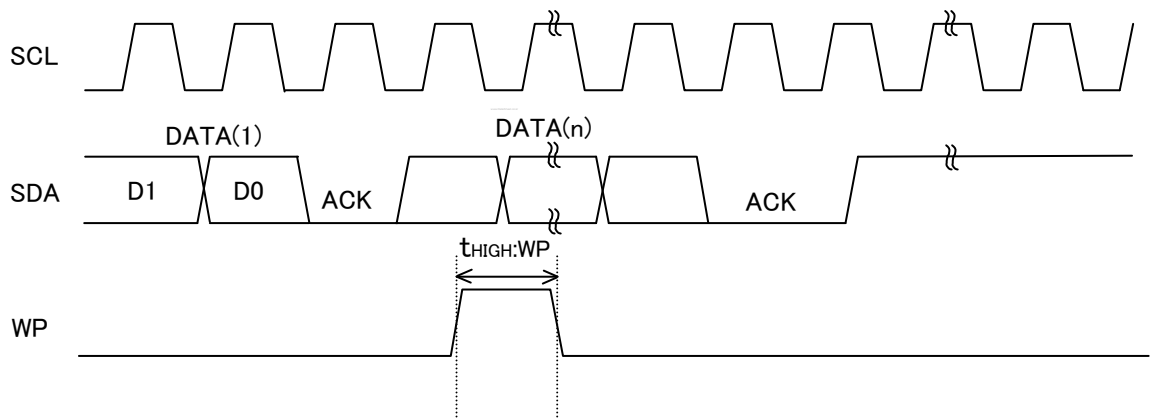 SCL
DATA(1)
DATA(n)
SDA
D1
D0
ACK
ACK
tHIGH:WP
WP